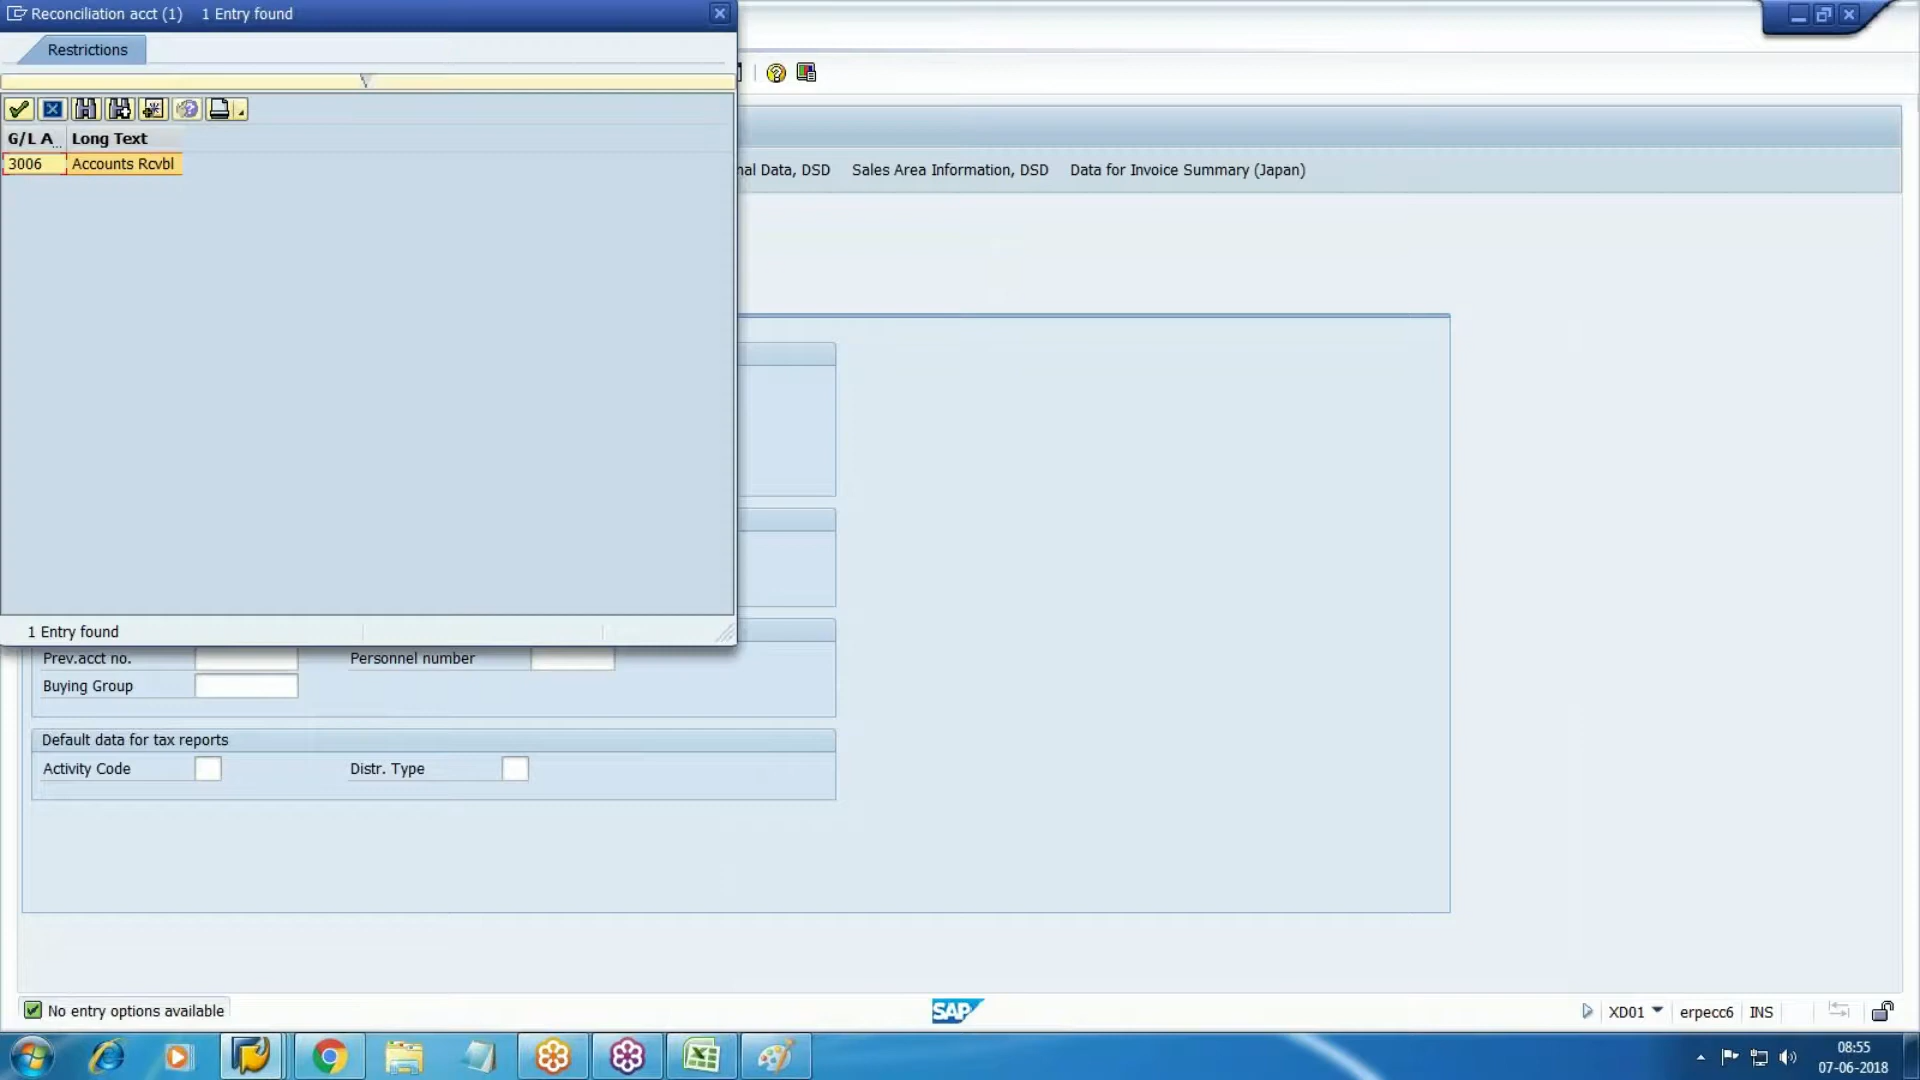 Reconciliation acct (1) 1 Entry found
Restrictions
G/L A... Long Text
3006 Accounts Rcvbl
nal Data, DSD Sales Area Information, DSD Data for Invoice Summary (Japan)
1 Entry found
Prev.acct no. Personnel number
Buying Group
Default data for tax reports
Activity Code Distr. Type
No entry options available
SAP
XD01 erpecc6 INS
08:55
07-06-2018